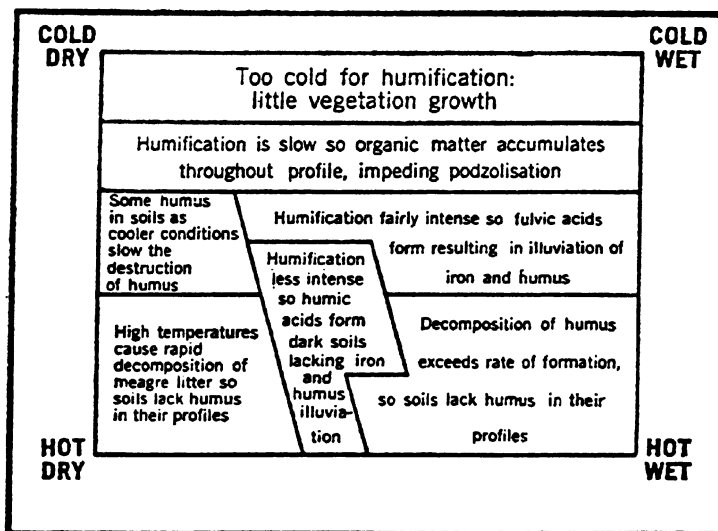 COLD
DRY
COLD
WET
Too cold for humification:
little vegetation growth
Humification is slow so organic matter accumulates
throughout profile, impeding podzolisation
Some humus
in soils as
cooler conditions
slow the
destruction
of humus
Humification fairly intense so fulvic acids
form resulting in illuviation of
iron and humus
Humification
less intense
so humic
acids form
dark soils
lacking iron
and
humus
illuvia-
tion
High temperatures
cause rapid
decomposition of
meagre litter so
soils lack humus
in their profiles
Decomposition of humus
exceeds rate of formation,
so soils lack humus in their
profiles
HOT
DRY
HOT
WET